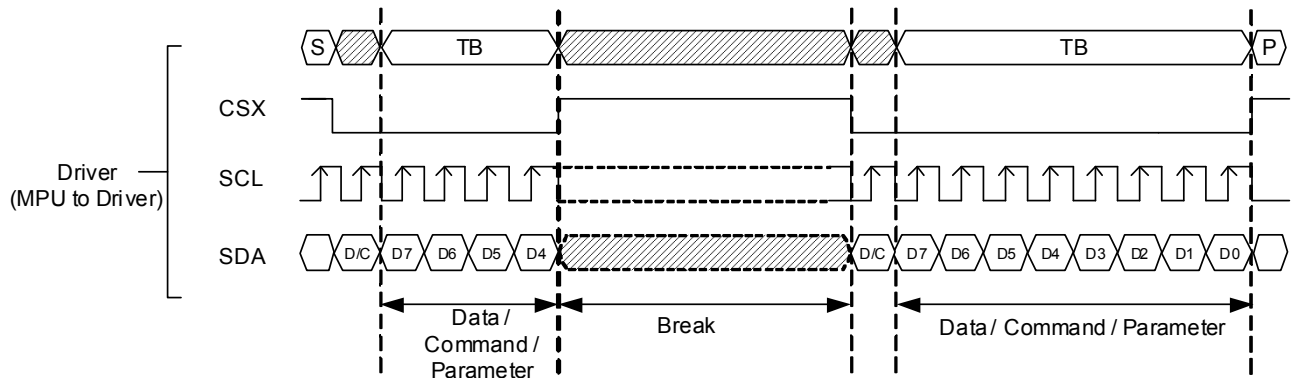 S TB TB P
CSX
Driver
(MPU to Driver)
SCL
SDA D/C D7 D6 D5 D4 D/C D7 D6 D5 D4 D3 D2 D1 D0
Data / Command / Parameter
Break
Data / Command / Parameter